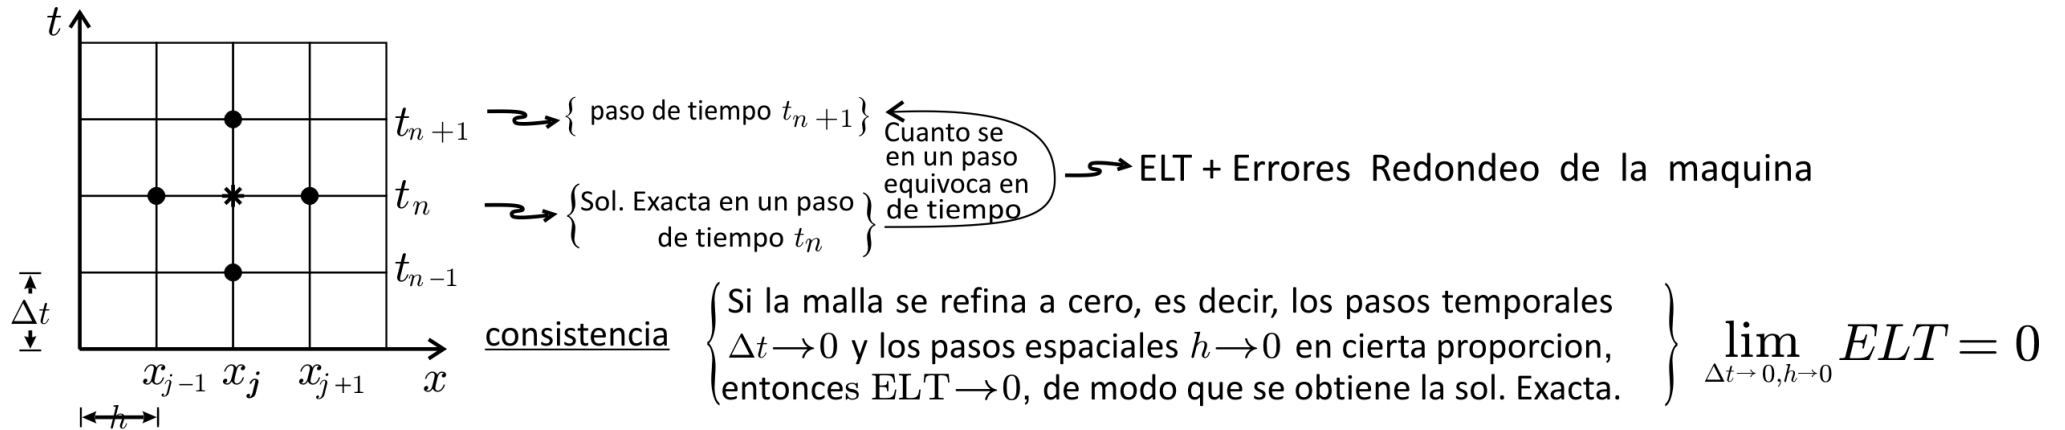 t
t_{n+1}
t_n
t_{n-1}
Δt
x_{j-1} x_j x_{j+1} x
h
{ paso de tiempo t_{n+1}}
{Sol. Exacta en un paso
de tiempo t_n}
Cuanto se
en un paso
equivoca en
de tiempo
ELT + Errores Redondeo de la maquina
consistencia
Si la malla se refina a cero, es decir, los pasos temporales
Δt→0 y los pasos espaciales h→0 en cierta proporcion,
entonces ELT→0, de modo que se obtiene la sol. Exacta.
lim ELT = 0
Δt→0,h→0